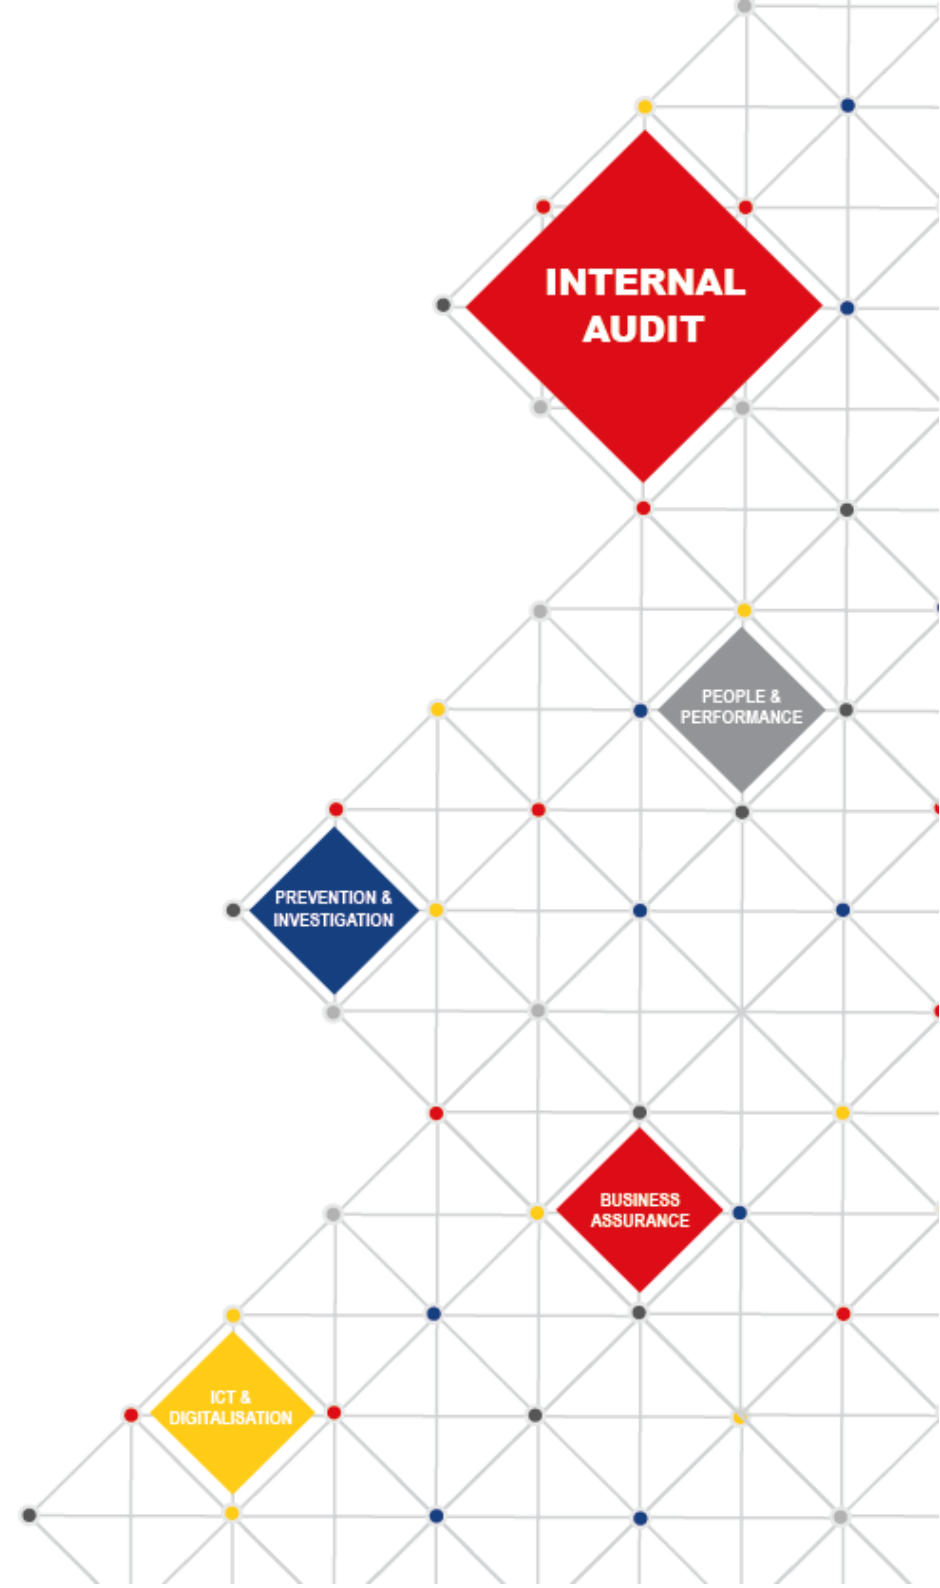 INTERNAL
AUDIT
PEOPLE &
PERFORMANCE
PREVENTION &
INVESTIGATION
BUSINESS
ASSURANCE
ICT &
DIGITALISATION